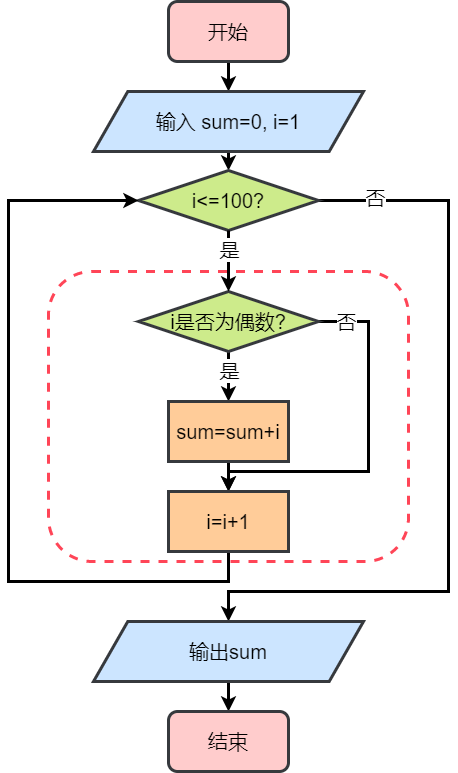 开始
输入 sum=0, i=1
i<=100?
否
是
i是否为偶数?
否
是
sum=sum+i
i=i+1
输出sum
结束